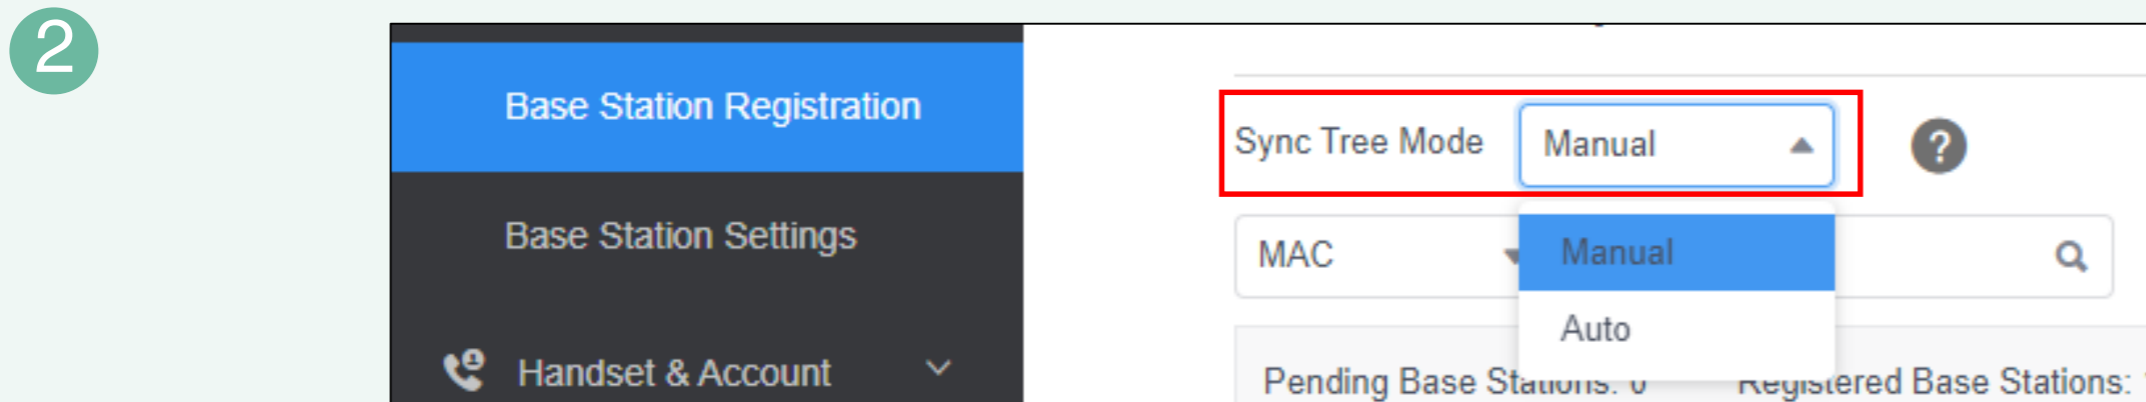 2
Base Station Registration
Base Station Settings
Handset & Account
Sync Tree Mode Manual ?
MAC
Manual
Auto
Pending Base Stations: 0 Registered Base Stations: